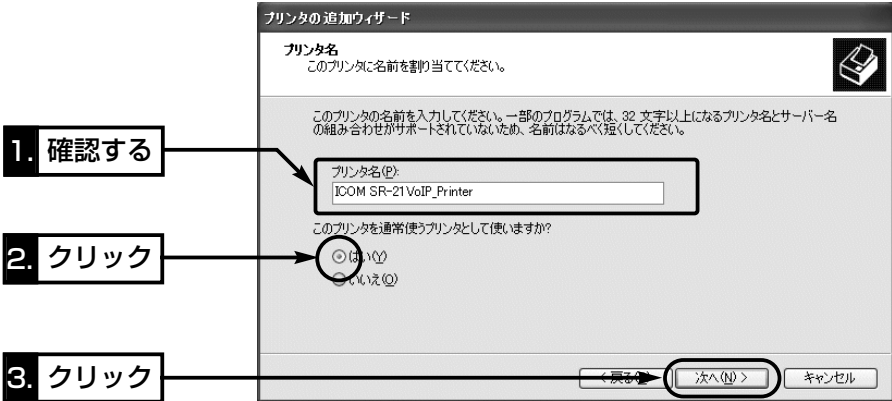 プリンタの追加ウィザード
プリンタ名
このプリンタに名前を割り当ててください。
このプリンタの名前を入力してください。一部のプログラムでは、32 文字以上になるプリンタ名とサーバー名
の組み合わせがサポートされていないため、名前はなるべく短くしてください。
1. 確認する
プリンタ名(P):
ICOM SR-21VoIP_Printer
このプリンタを通常使うプリンタとして使いますか?
2. クリック
はい(Y)
いいえ(O)
3. クリック
< 戻る(B)
次へ(N) >
キャンセル